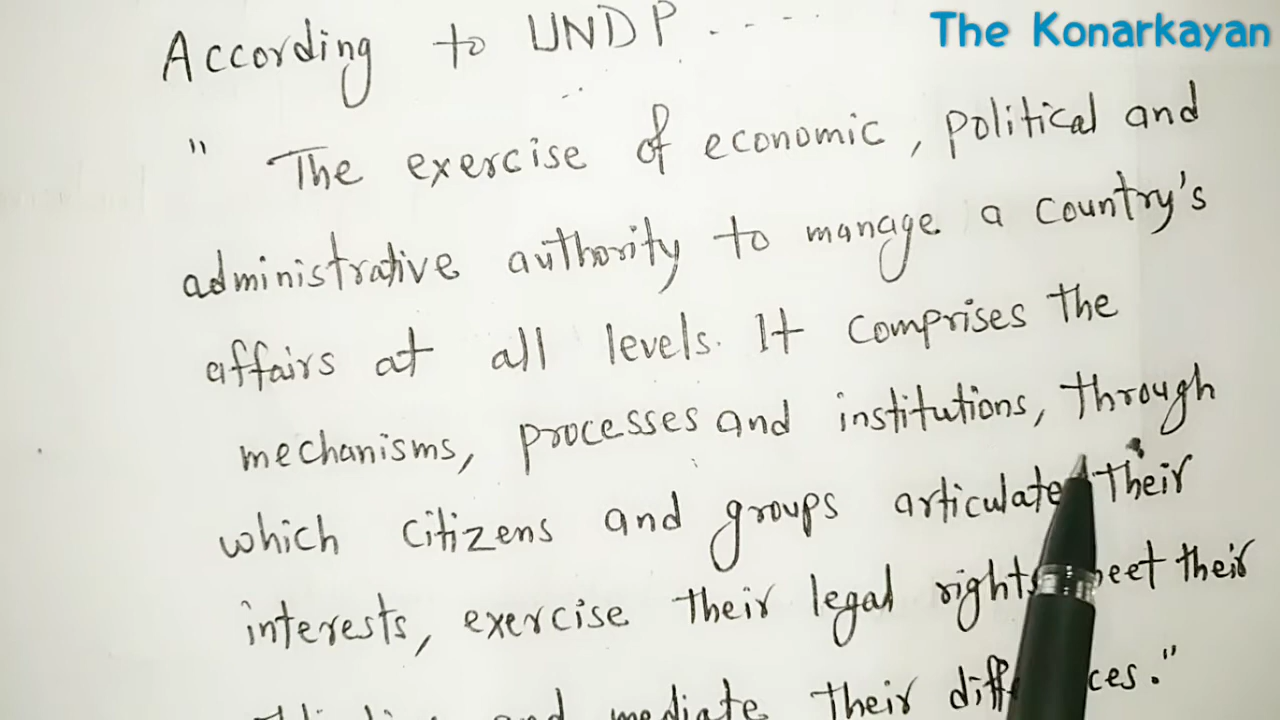 The Konarkayan
According to UNDP - - - -
" The exercise of economic, political and
administrative authority to manage a country's
affairs at all levels. It comprises the
mechanisms, processes and institutions, through
which citizens and groups articulate their
interests, exercise their legal rights meet their
and mediate their